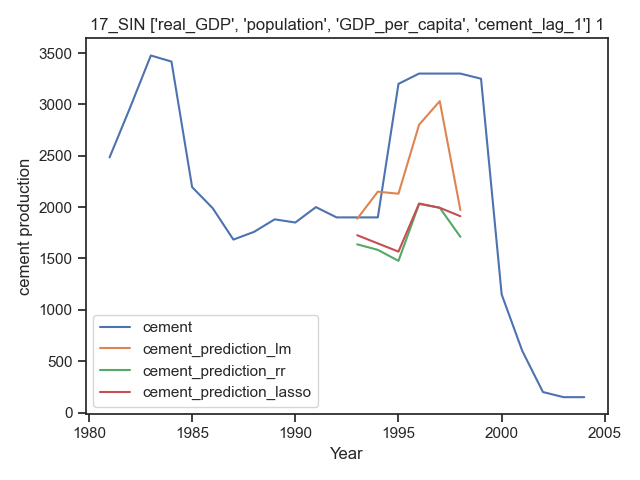 17_SIN ['real_GDP', 'population', 'GDP_per_capita', 'cement_lag_1'] 1
cement production
3500
3000
2500
2000
1500
1000
500
0
cement
cement_prediction_lm
cement_prediction_rr
cement_prediction_lasso
1980 1985 1990 1995 2000 2005
Year